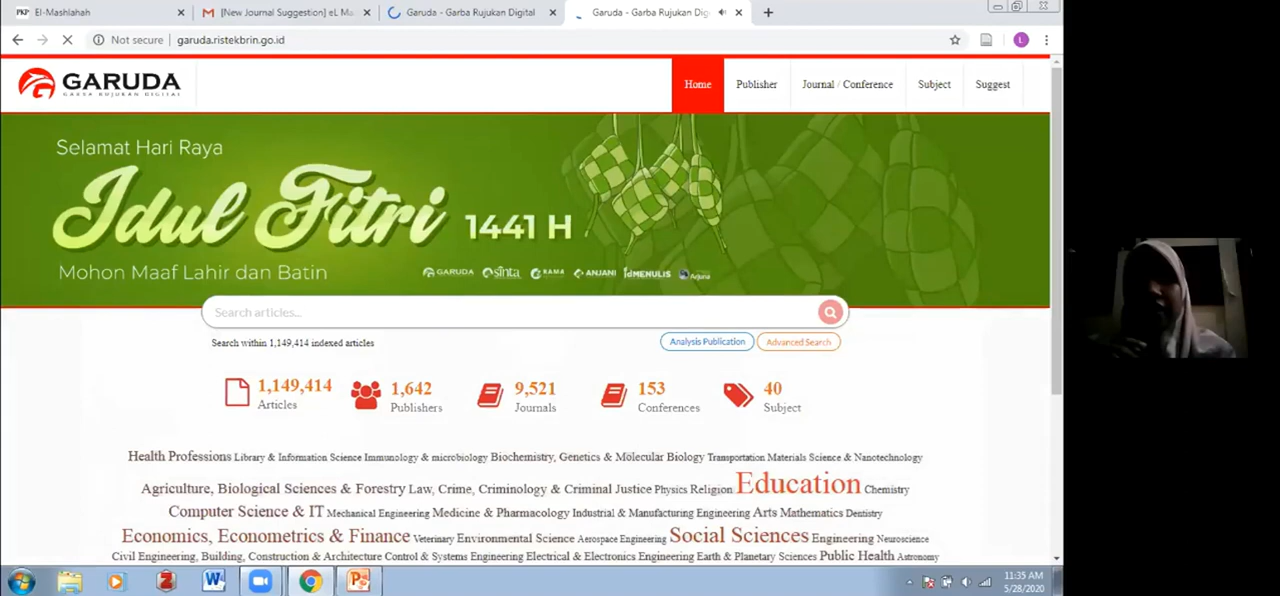 El-Mashlahah
[New Journal Suggestion] eL Ma
Garuda - Garba Rujukan Digital
Garuda - Garba Rujukan Dig
Not secure | garuda.ristekbrin.go.id
L
GARUDA
GARBA RUJUKAN DIGITAL
Home
Publisher
Journal / Conference
Subject
Suggest
Selamat Hari Raya
Idul Fitri 1441 H
Mohon Maaf Lahir dan Batin
GARUDA sinta RAMA ANJANI idMENULIS
Search articles...
Search within 1,149,414 indexed articles
Analysis Publication
Advanced Search
1,149,414
Articles
1,642
Publishers
9,521
Journals
153
Conferences
40
Subject
Health Professions Library & Information Science Immunology & microbiology Biochemistry, Genetics & Molecular Biology Transportation Materials Science & Nanotechnology
Agriculture, Biological Sciences & Forestry Law, Crime, Criminology & Criminal Justice Physics Religion Education Chemistry
Computer Science & IT Mechanical Engineering Medicine & Pharmacology Industrial & Manufacturing Engineering Arts Mathematics Dentistry
Economics, Econometrics & Finance Veterinary Environmental Science Aerospace Engineering Social Sciences Engineering Neuroscience
Civil Engineering, Building, Construction & Architecture Control & Systems Engineering Electrical & Electronics Engineering Earth & Planetary Sciences Public Health Astronomy
11:35 AM
5/28/2020